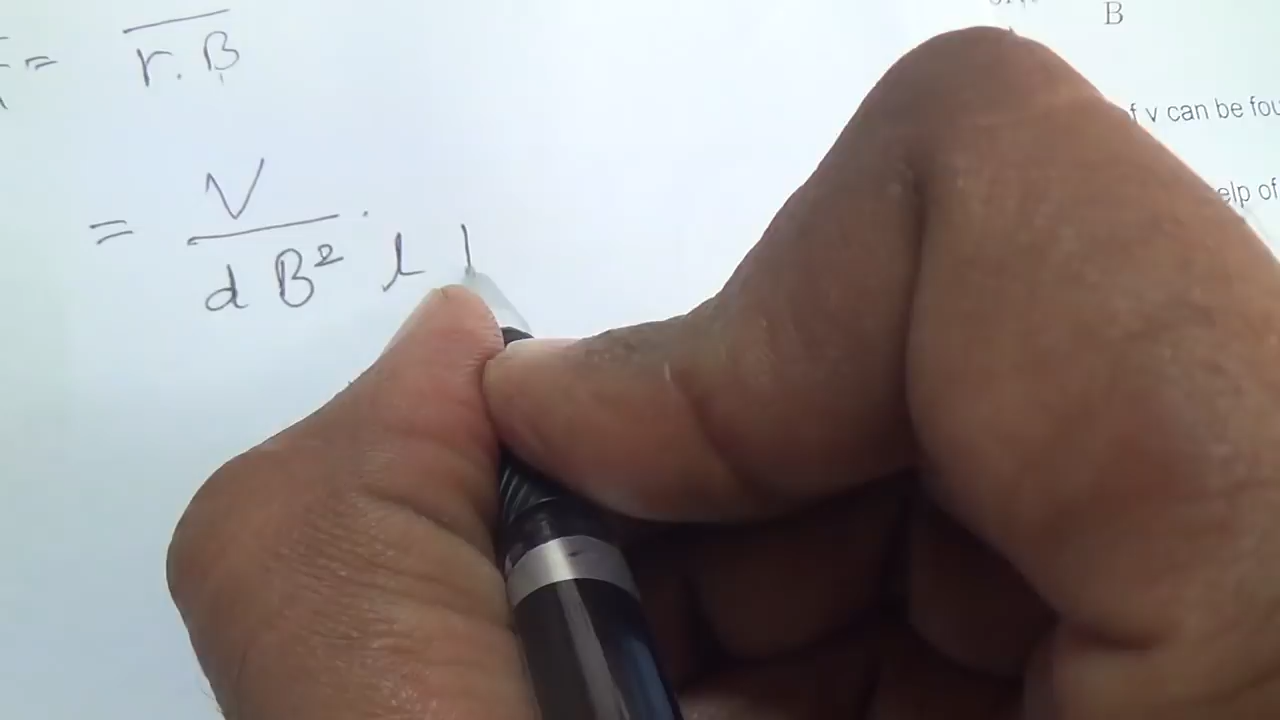 B
= r.B
f v can be fou
elp of
= V
d B² l